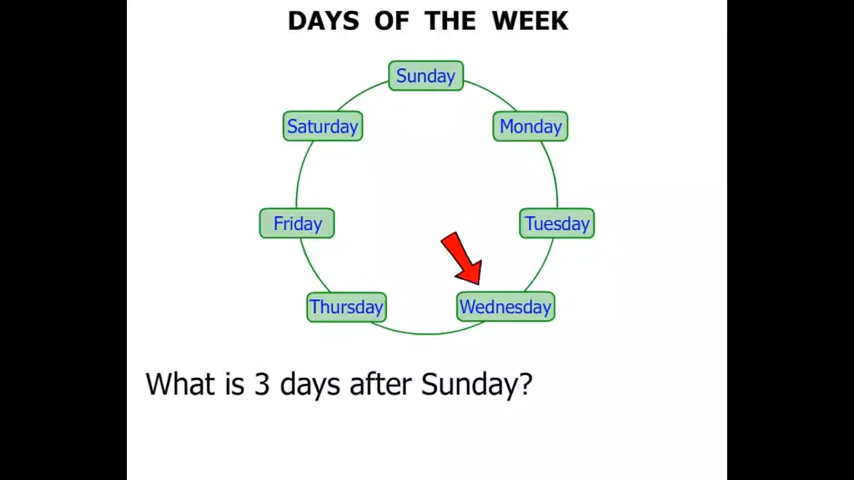 DAYS OF THE WEEK
Sunday
Saturday
Monday
Friday
Tuesday
Thursday
Wednesday
What is 3 days after Sunday?